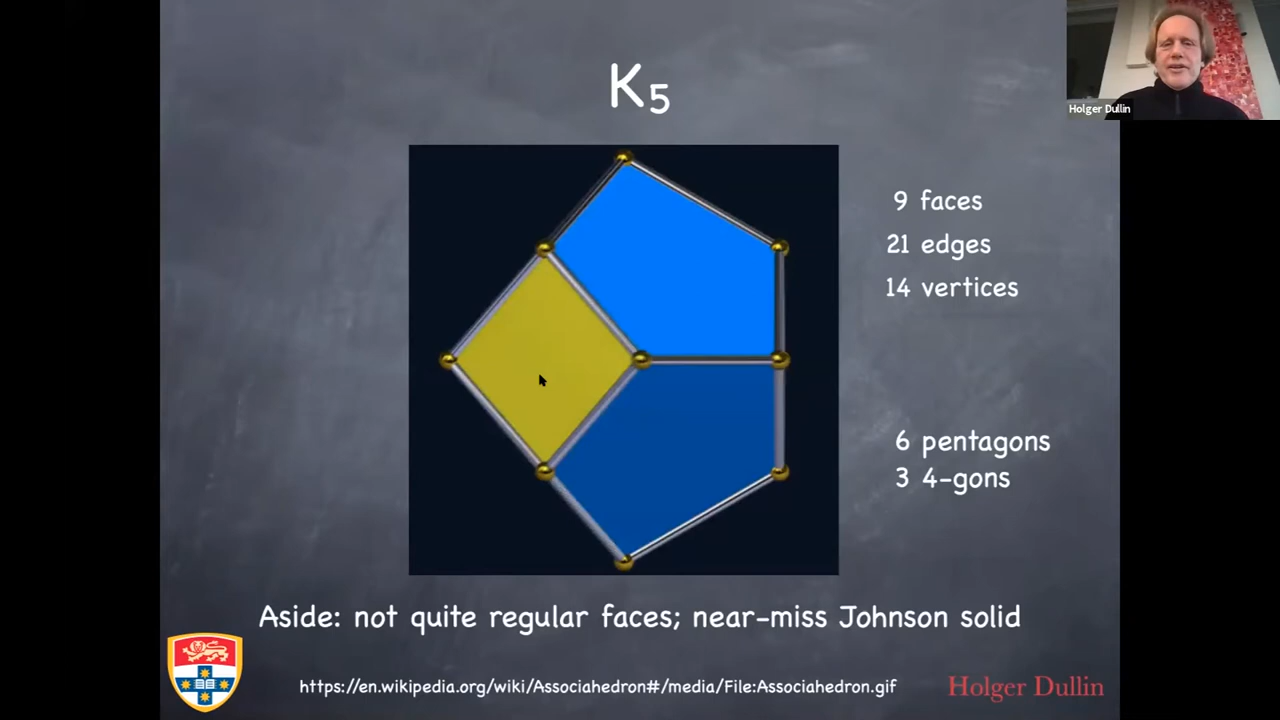 K₅
Holger Dullin
9 faces
21 edges
14 vertices
6 pentagons
3 4-gons
Aside: not quite regular faces; near-miss Johnson solid
https://en.wikipedia.org/wiki/Associahedron#/media/File:Associahedron.gif
Holger Dullin